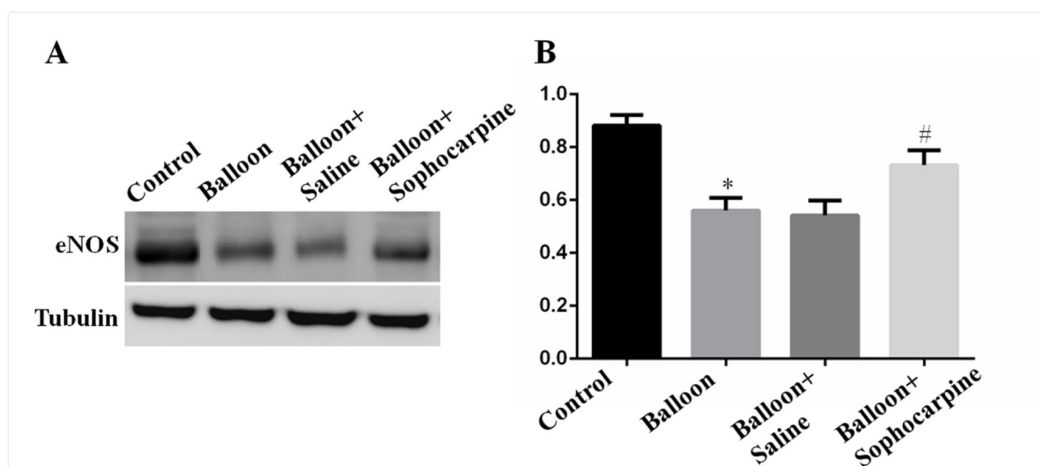 A
Control
Balloon
Balloon+
Saline
Balloon+
Sophocarpine
eNOS
Tubulin
B
1.0
0.8
0.6
0.4
0.2
0.0
*
#
Control
Balloon
Balloon+
Saline
Balloon+
Sophocarpine